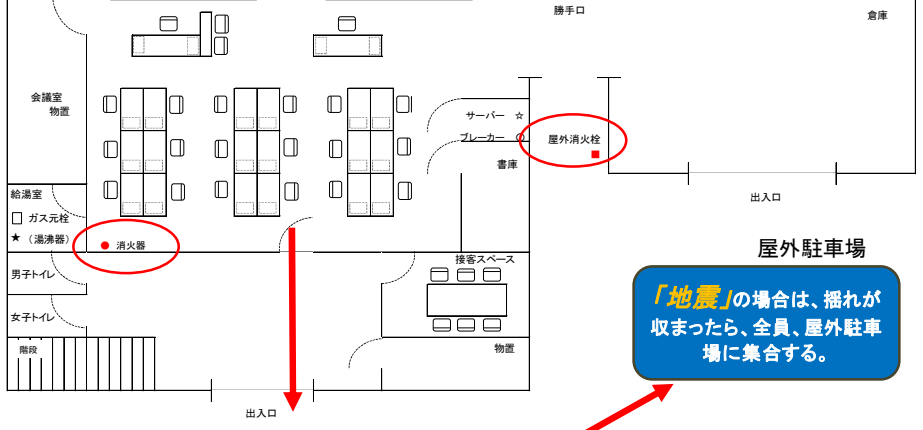 勝手口
倉庫
会議室
物置
サーバー ☆
ブレーカー ○
屋外消火栓
■
書庫
給湯室
□ ガス元栓
★ （湯沸器）
● 消火器
出入口
屋外駐車場
男子トイレ
接客スペース
女子トイレ
階段
物置
出入口
「地震」の場合は、揺れが
収まったら、全員、屋外駐車
場に集合する。